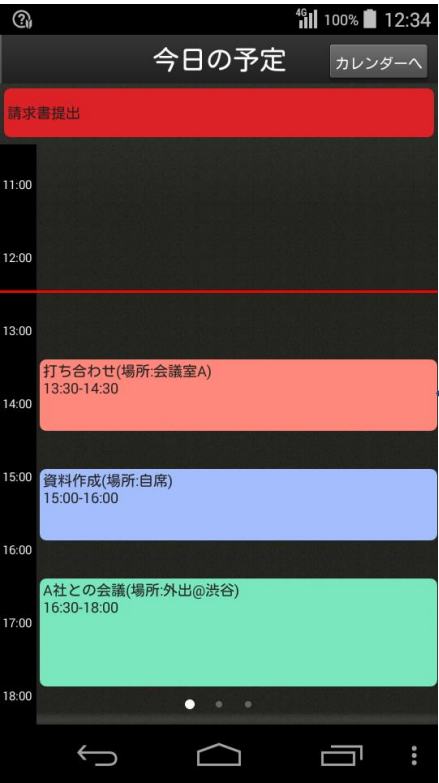 4G 100% 12:34
今日の予定 カレンダーへ
請求書提出
11:00
12:00
13:00
打ち合わせ(場所:会議室A)
13:30-14:30
14:00
15:00
資料作成(場所:自席)
15:00-16:00
16:00
A社との会議(場所:外出@渋谷)
16:30-18:00
17:00
18:00